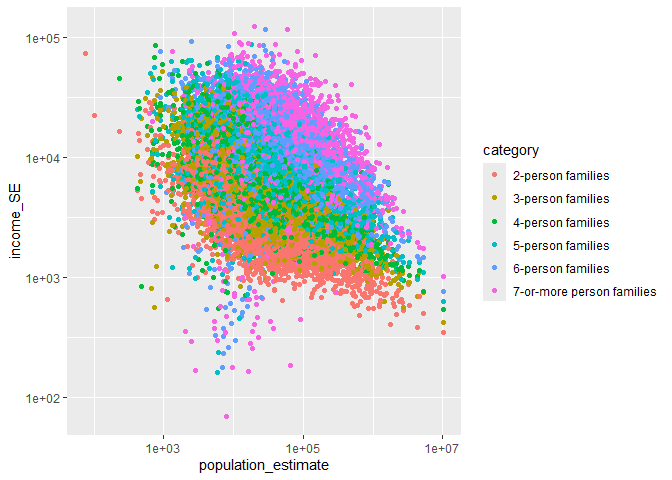 1e+05
1e+04
1e+03
1e+02
income_SE
1e+03
1e+05
1e+07
population_estimate
category
2-person families
3-person families
4-person families
5-person families
6-person families
7-or-more person families